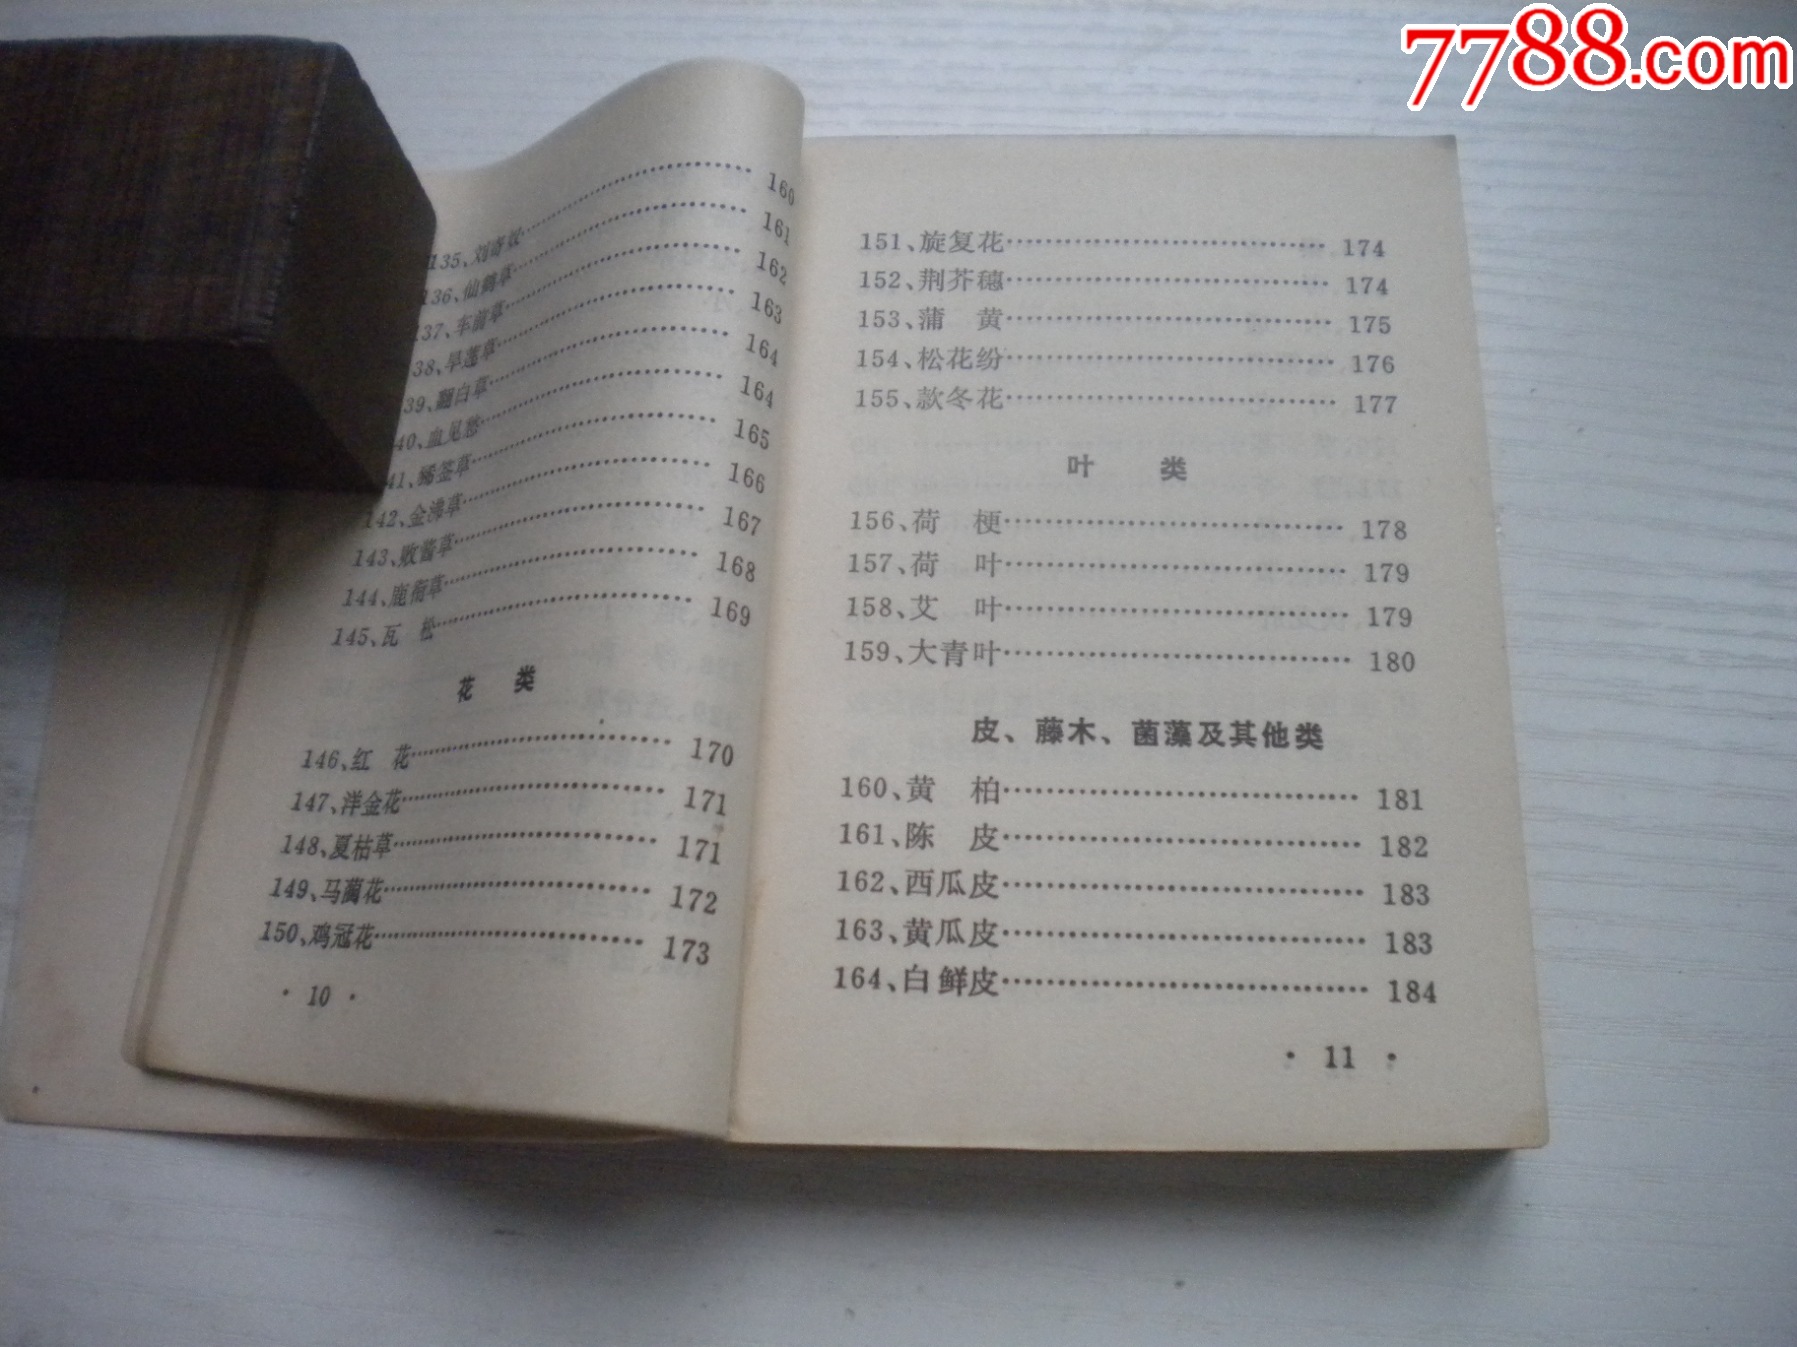 7788.com
135、刘寄奴…………………160
136、仙鹤草…………………161
137、车前草…………………162
38、旱莲草…………………163
39、翻白草…………………164
40、血见愁…………………164
41、豨签草…………………165
142、金沸草…………………166
143、败酱草…………………167
144、鹿衔草…………………168
145、瓦　松…………………169
花　类
146、红　花…………………170
147、洋金花…………………171
148、夏枯草…………………171
149、马蔺花…………………172
150、鸡冠花…………………173
· 10 ·
151、旋复花…………………174
152、荆芥穗…………………174
153、蒲　黄…………………175
154、松花纷…………………176
155、款冬花…………………177
叶　类
156、荷　梗…………………178
157、荷　叶…………………179
158、艾　叶…………………179
159、大青叶…………………180
皮、藤木、菌藻及其他类
160、黄　柏…………………181
161、陈　皮…………………182
162、西瓜皮…………………183
163、黄瓜皮…………………183
164、白鲜皮…………………184
· 11 ·